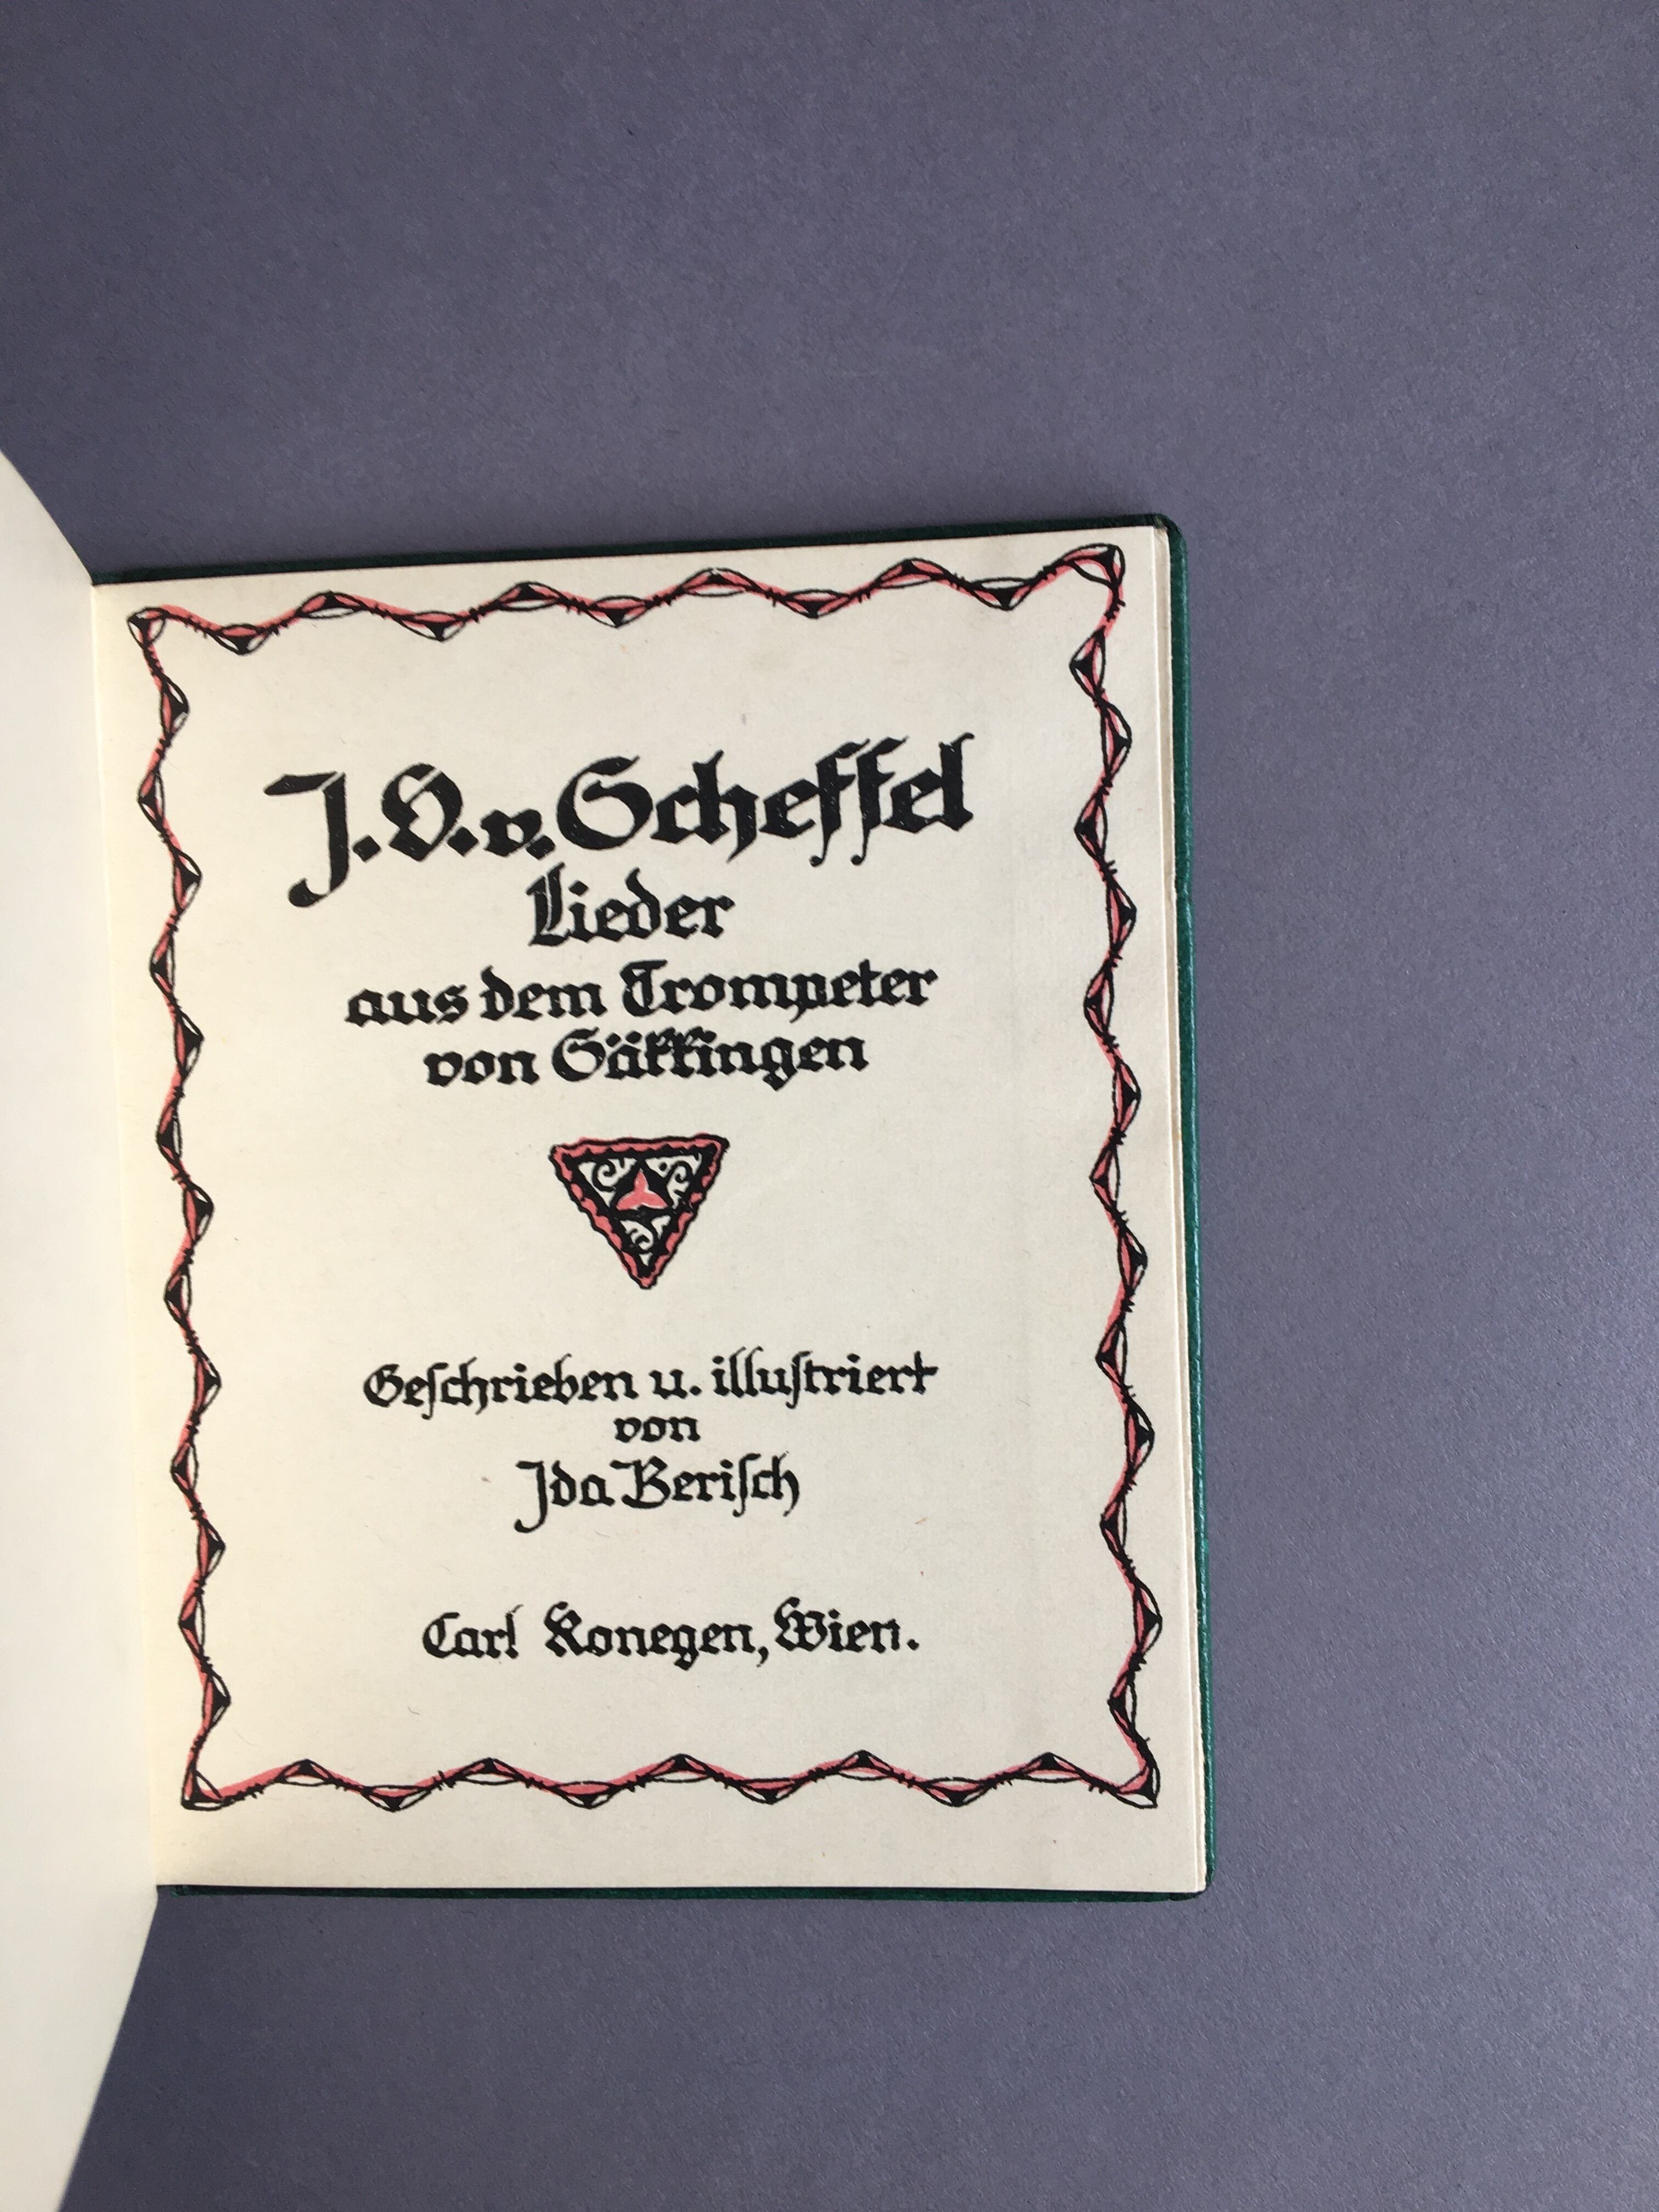 J.V.v. Scheffel
Lieder
aus dem Trompeter
von Säkkingen
Geſchrieben u. illuſtriert
von
Ida Beriſch
Carl Konegen, Wien.